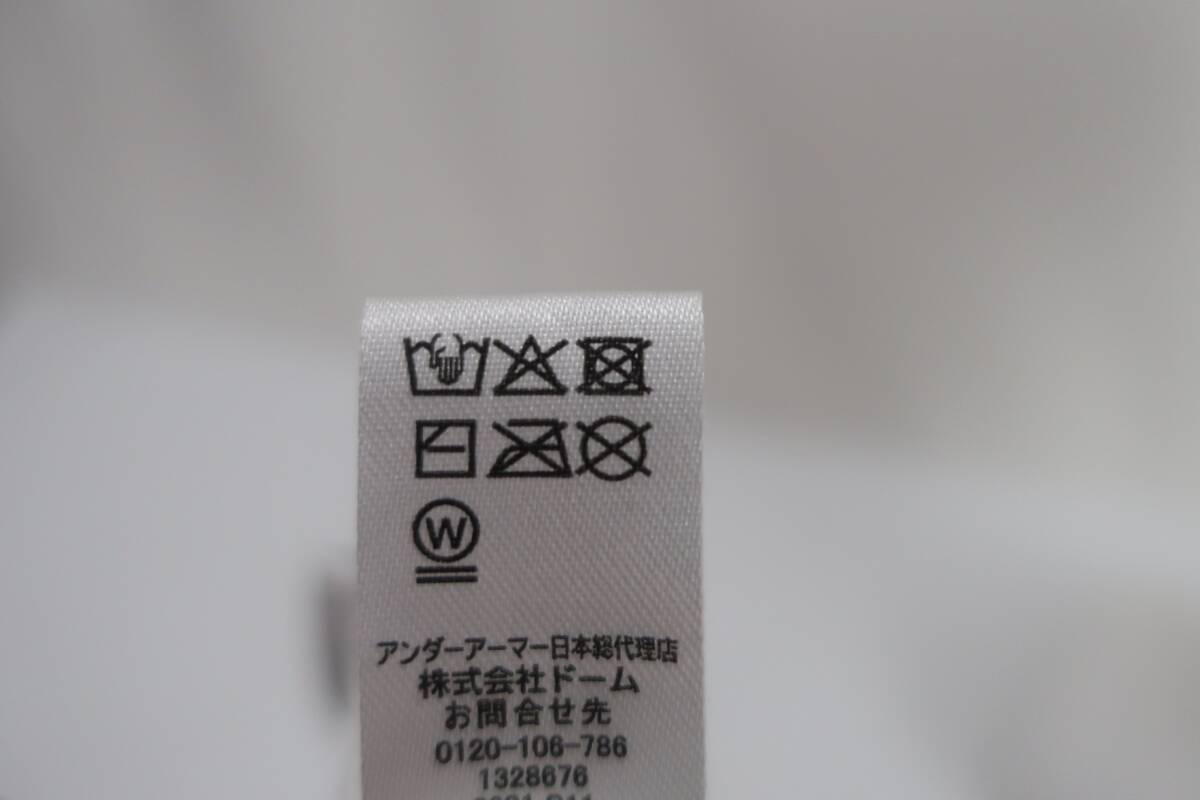 W
アンダーアーマー日本総代理店
株式会社ドーム
お問合せ先
0120-106-786
1328676